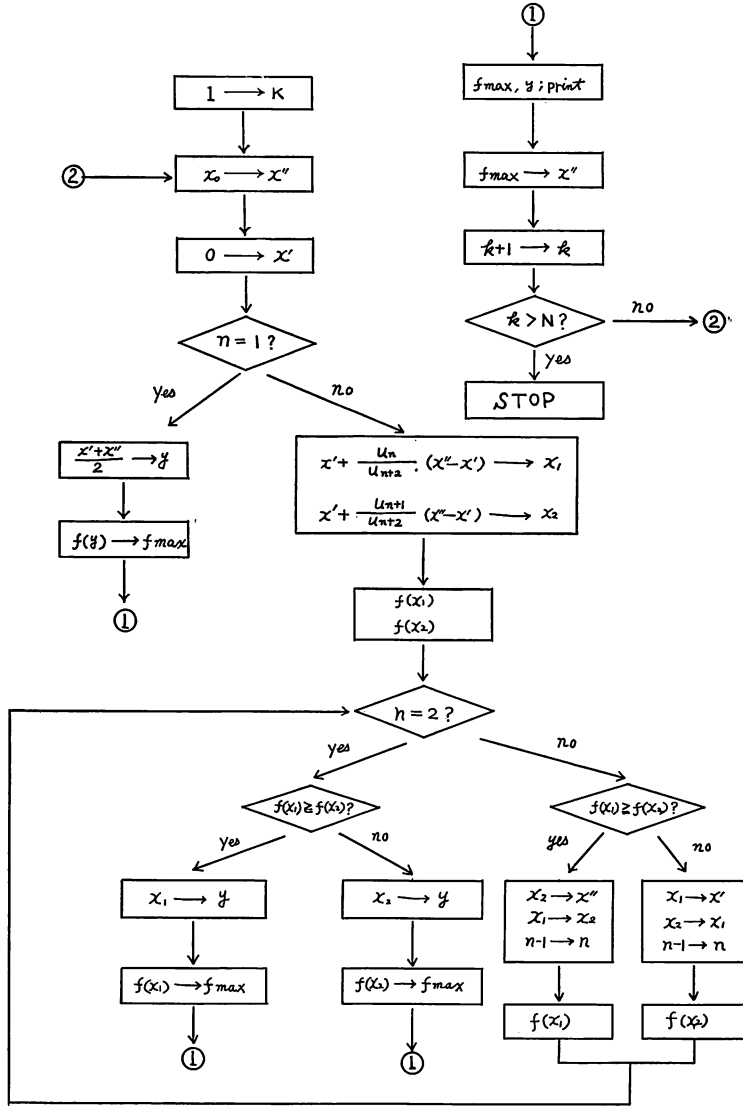 1 → K
② 
x₀ → x″
0 → x′
n = 1 ?
yes
no
x′+x″/2 → y
f(y) → fmax
①
x′ + uₙ/uₙ₊₂ · (x″−x′) → x₁
x′ + uₙ₊₁/uₙ₊₂ (x″−x′) → x₂
f(x₁)
f(x₂)
n = 2 ?
yes
no
f(x₁) ≧ f(x₂) ?
yes
no
x₁ → y
f(x₁) → fmax
①
x₂ → y
f(x₂) → fmax
①
f(x₁) ≧ f(x₂) ?
yes
no
x₂ → x″
x₁ → x₂
n−1 → n
f(x₁)
x₁ → x′
x₂ → x₁
n−1 → n
f(x₂)
①
fmax, y ; print
fmax → x″
k+1 → k
k > N ?
no
②
yes
STOP